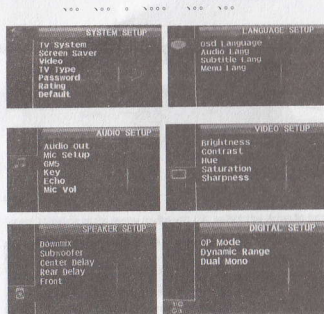 SYSTEM SETUP
TV System
Screen Saver
Video
TV Type
Password
Rating
Default
LANGUAGE SETUP
Osd Language
Audio Lang
Subtitle Lang
Menu Lang
AUDIO SETUP
Audio Out
Mic Setup
GM5
Key
Echo
Mic Vol
VIDEO SETUP
Brightness
Contrast
Hue
Saturation
Sharpness
SPEAKER SETUP
Downmix
Subwoofer
Center Delay
Rear Delay
Front
DIGITAL SETUP
OP Mode
Dynamic Range
Dual Mono